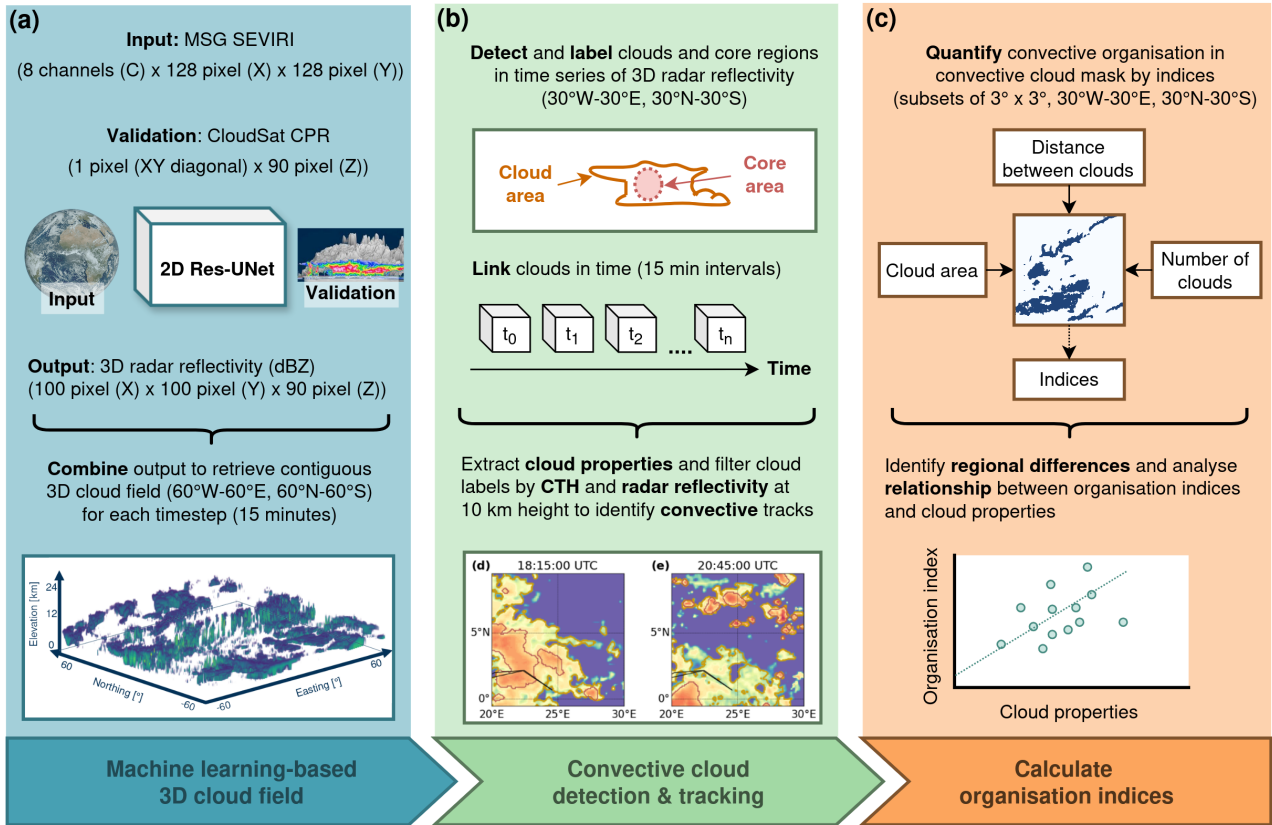 (a)
Input: MSG SEVIRI
(8 channels (C) x 128 pixel (X) x 128 pixel (Y))
Validation: CloudSat CPR
(1 pixel (XY diagonal) x 90 pixel (Z))
Input
2D Res-UNet
Validation
Output: 3D radar reflectivity (dBZ)
(100 pixel (X) x 100 pixel (Y) x 90 pixel (Z))
Combine output to retrieve contiguous
3D cloud field (60°W-60°E, 60°N-60°S)
for each timestep (15 minutes)
Elevation [km]
24
12
0
60
Northing [°]
-60
-60
Easting [°]
60
Machine learning-based
3D cloud field
(b)
Detect and label clouds and core regions
in time series of 3D radar reflectivity
(30°W-30°E, 30°N-30°S)
Cloud
area
Core
area
Link clouds in time (15 min intervals)
t0
t1
t2
....
tn
Time
Extract cloud properties and filter cloud
labels by CTH and radar reflectivity at
10 km height to identify convective tracks
(d)
18:15:00 UTC
5°N
0°
20°E
25°E
30°E
(e)
20:45:00 UTC
5°N
0°
20°E
25°E
30°E
Convective cloud
detection & tracking
(c)
Quantify convective organisation in
convective cloud mask by indices
(subsets of 3° x 3°, 30°W-30°E, 30°N-30°S)
Distance
between clouds
Cloud area
Number of
clouds
Indices
Identify regional differences and analyse
relationship between organisation indices
and cloud properties
Organisation index
Cloud properties
Calculate
organisation indices